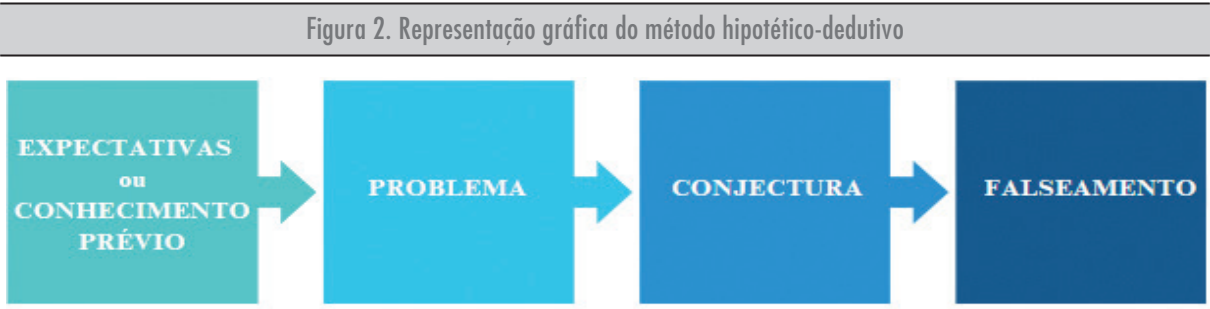 Figura 2. Representação gráfica do método hipotético-dedutivo
EXPECTATIVAS
ou
CONHECIMENTO
PRÉVIO
PROBLEMA
CONJECTURA
FALSEAMENTO